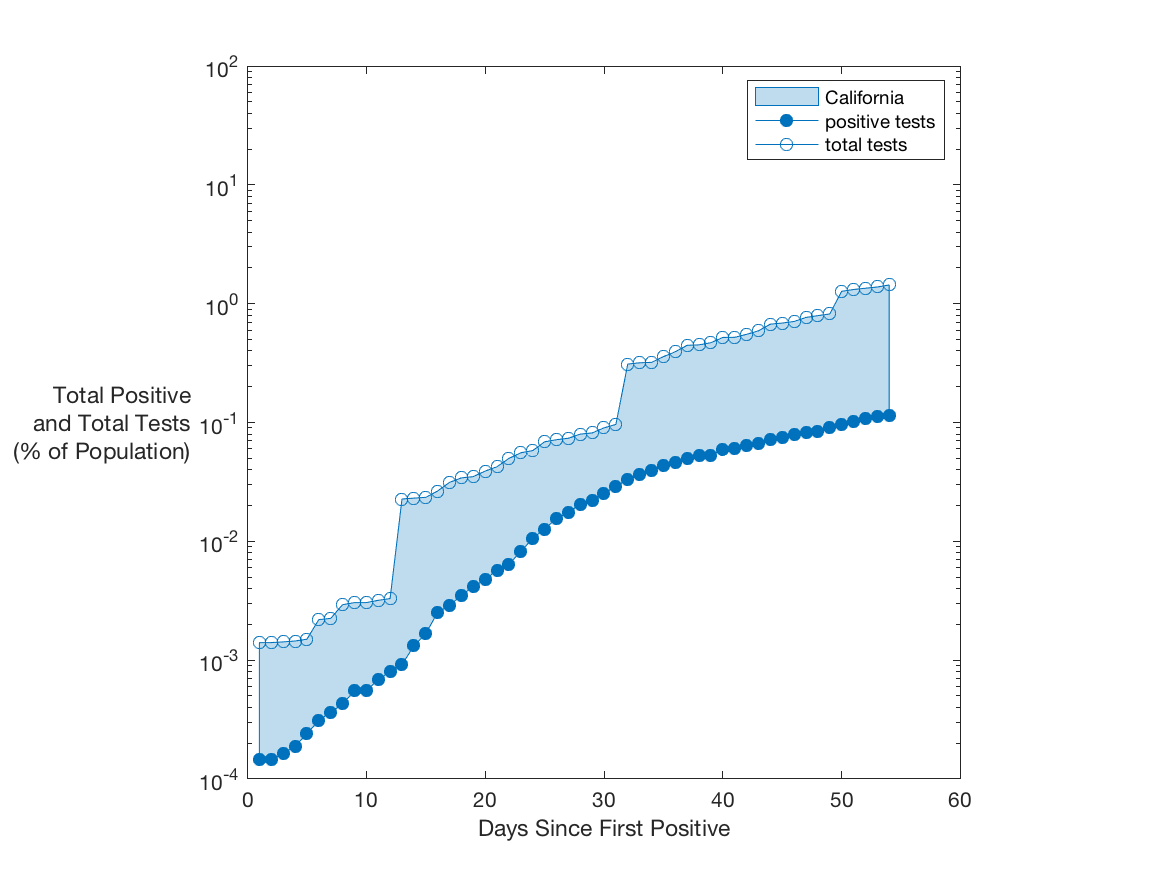 10^2
10^1
10^0
10^-1
10^-2
10^-3
10^-4
Total Positive
and Total Tests
(% of Population)
California
positive tests
total tests
0 10 20 30 40 50 60
Days Since First Positive